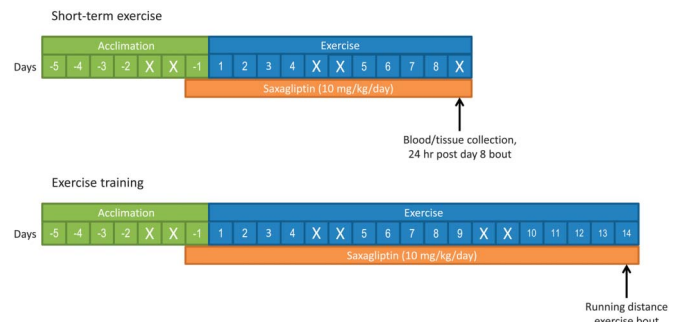 Short-term exercise
Acclimation Exercise
Days -5 -4 -3 -2 X X -1 1 2 3 4 X X 5 6 7 8 X
Saxagliptin (10 mg/kg/day)
Blood/tissue collection,
24 hr post day 8 bout
Exercise training
Acclimation Exercise
Days -5 -4 -3 -2 X X -1 1 2 3 4 X X 5 6 7 8 9 X X 10 11 12 13 14
Saxagliptin (10 mg/kg/day)
Running distance
exercise bout